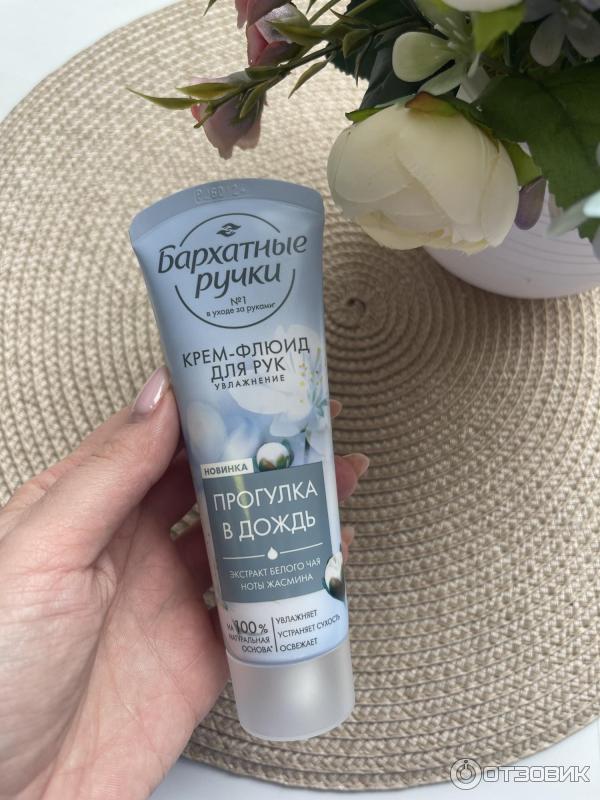 Бархатные
ручки
№1
в уходе за руками
КРЕМ-ФЛЮИД
ДЛЯ РУК
УВЛАЖНЕНИЕ
НОВИНКА
ПРОГУЛКА
В ДОЖДЬ
ЭКСТРАКТ БЕЛОГО ЧАЯ
НОТЫ ЖАСМИНА
НА 100%
НАТУРАЛЬНАЯ
ОСНОВА*
УВЛАЖНЯЕТ
УСТРАНЯЕТ СУХОСТЬ
ОСВЕЖАЕТ
ОТЗОВИК